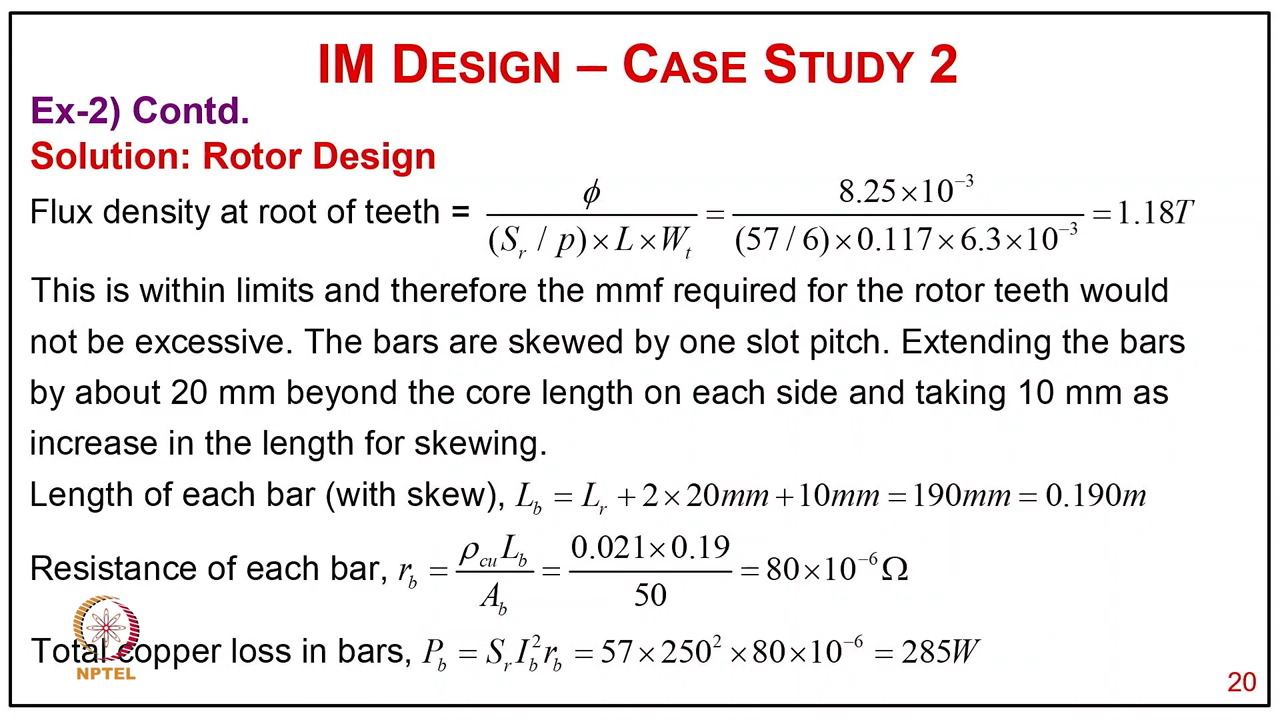 IM DESIGN – CASE STUDY 2
Ex-2) Contd.
Solution: Rotor Design
Flux density at root of teeth = ϕ / ((S_r / p)×L×W_t) = 8.25×10⁻³ / ((57/6)×0.117×6.3×10⁻³) = 1.18T
This is within limits and therefore the mmf required for the rotor teeth would
not be excessive. The bars are skewed by one slot pitch. Extending the bars
by about 20 mm beyond the core length on each side and taking 10 mm as
increase in the length for skewing.
Length of each bar (with skew), L_b = L_r + 2×20mm+10mm = 190mm = 0.190m
Resistance of each bar, r_b = ρ_cu L_b / A_b = 0.021×0.19 / 50 = 80×10⁻⁶ Ω
Total copper loss in bars, P_b = S_r I_b² r_b = 57×250²×80×10⁻⁶ = 285W
NPTEL
20